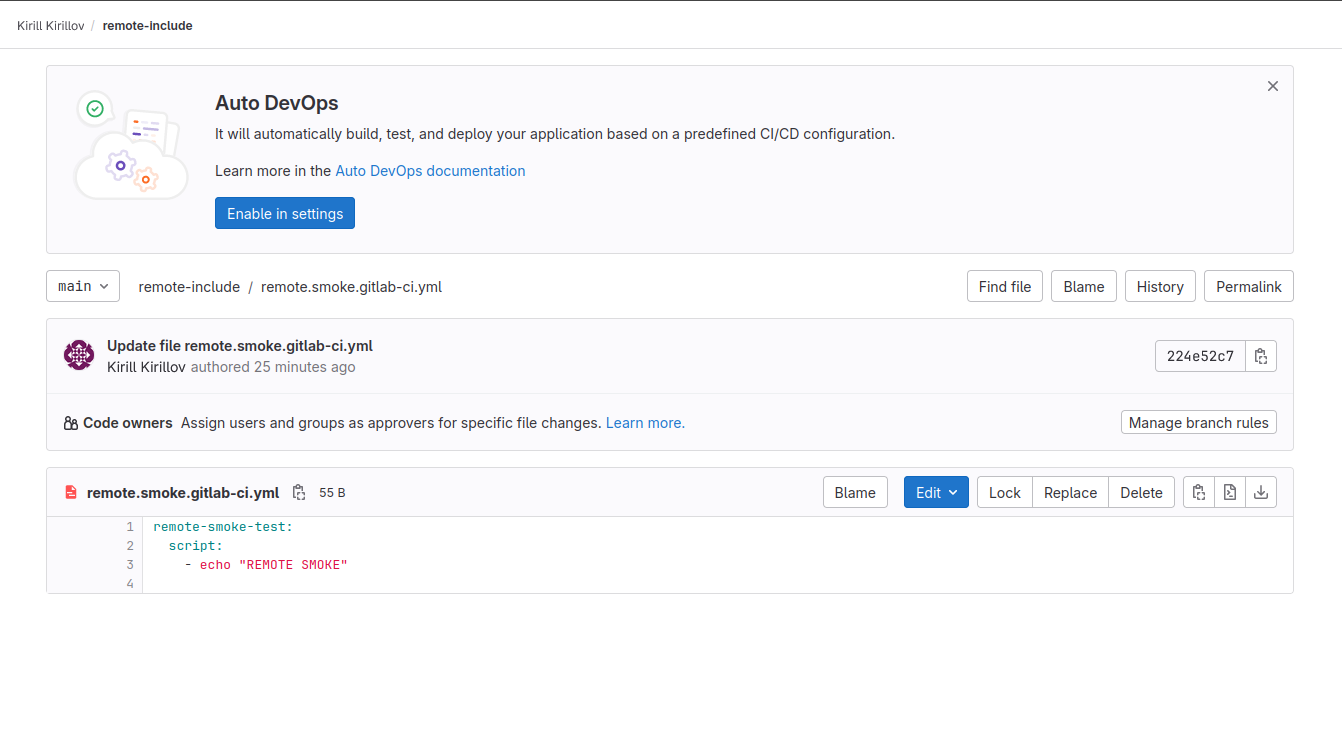 Kirill Kirillov / remote-include
Auto DevOps
It will automatically build, test, and deploy your application based on a predefined CI/CD configuration.
Learn more in the Auto DevOps documentation
Enable in settings
main remote-include / remote.smoke.gitlab-ci.yml Find file Blame History Permalink
Update file remote.smoke.gitlab-ci.yml
Kirill Kirillov authored 25 minutes ago
224e52c7
Code owners Assign users and groups as approvers for specific file changes. Learn more. Manage branch rules
remote.smoke.gitlab-ci.yml 55 B Blame Edit Lock Replace Delete
1 remote-smoke-test:
2 script:
3 - echo "REMOTE SMOKE"
4